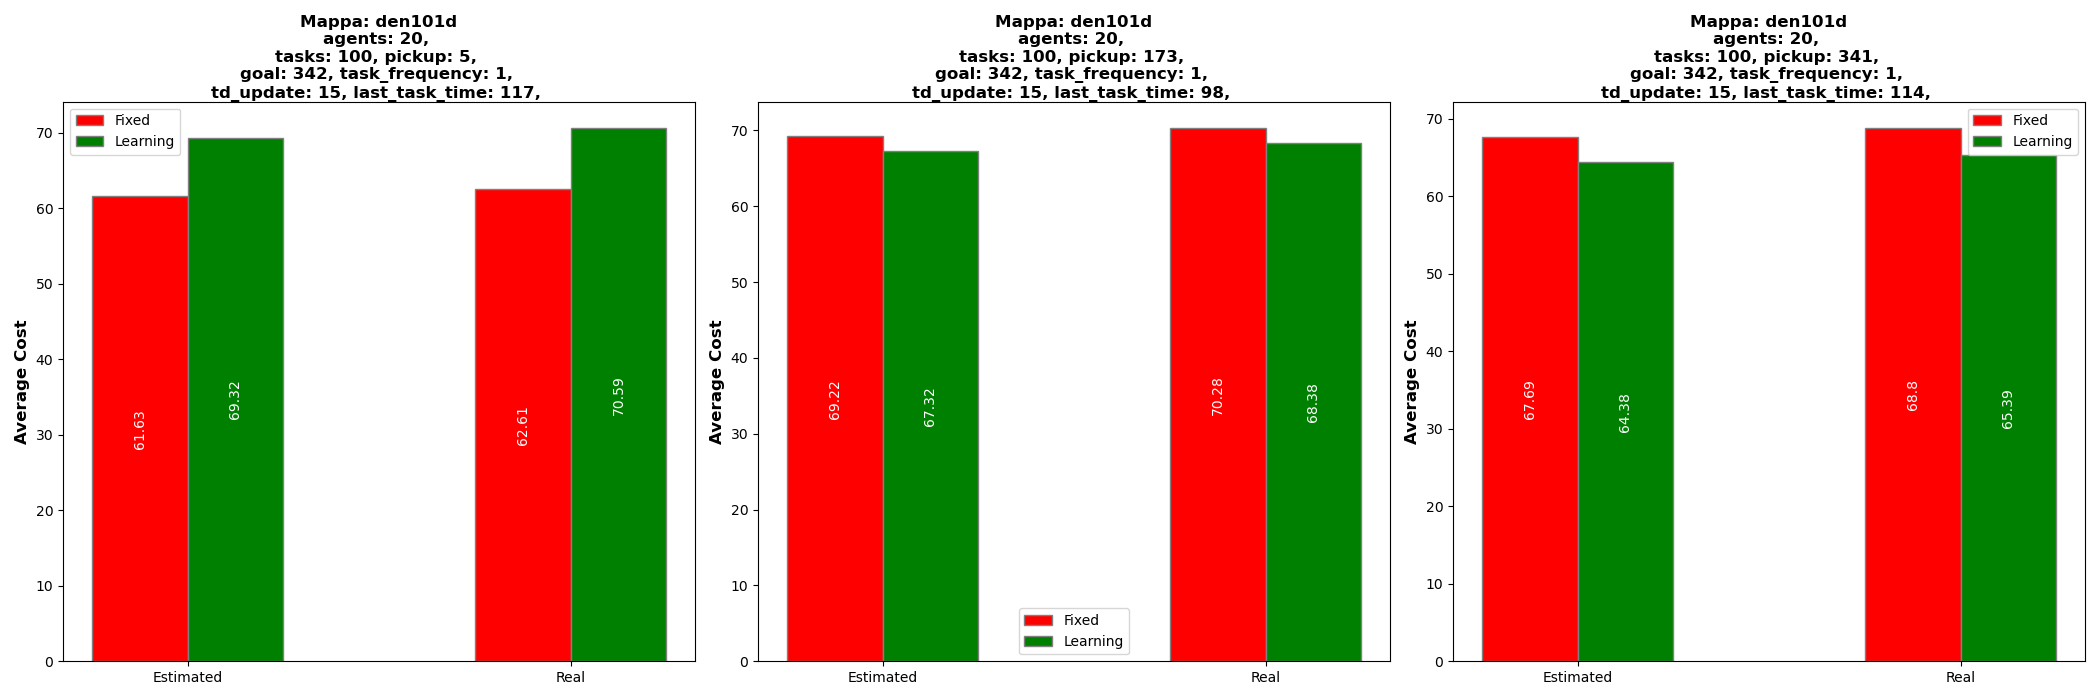 Mappa: den101d
agents: 20,
tasks: 100, pickup: 5,
goal: 342, task_frequency: 1,
td_update: 15, last_task_time: 117,
Fixed
Learning
70
60
50
40
30
20
10
0
Average Cost
61.63
69.32
62.61
70.59
Estimated
Real
Mappa: den101d
agents: 20,
tasks: 100, pickup: 173,
goal: 342, task_frequency: 1,
td_update: 15, last_task_time: 98,
70
60
50
40
30
20
10
0
Average Cost
69.22
67.32
70.28
68.38
Fixed
Learning
Estimated
Real
Mappa: den101d
agents: 20,
tasks: 100, pickup: 341,
goal: 342, task_frequency: 1,
td_update: 15, last_task_time: 114,
Fixed
Learning
70
60
50
40
30
20
10
0
Average Cost
67.69
64.38
68.8
65.39
Estimated
Real